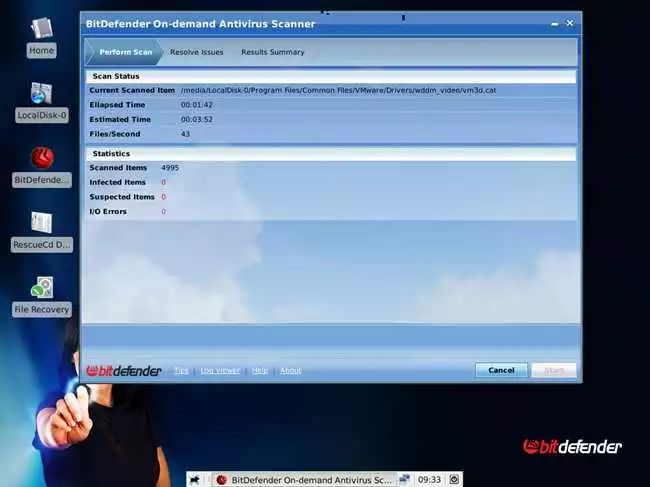 BitDefender On-demand Antivirus Scanner
Perform Scan
Resolve Issues
Results Summary
Scan Status
Current Scanned Item /media/LocalDisk-0/Program Files/Common Files/VMware/Drivers/wddm_video/vm3d.cat
Ellapsed Time 00:01:42
Estimated Time 00:03:52
Files/Second 43
Statistics
Scanned Items 4995
Infected Items 0
Suspected Items 0
I/O Errors 0
bitdefender
Tips | Log Viewer | Help | About
Cancel
Start
Home
LocalDisk-0
BitDefende...
RescueCd D...
File Recovery
bitdefender
BitDefender On-demand Antivirus Sc...
09:33